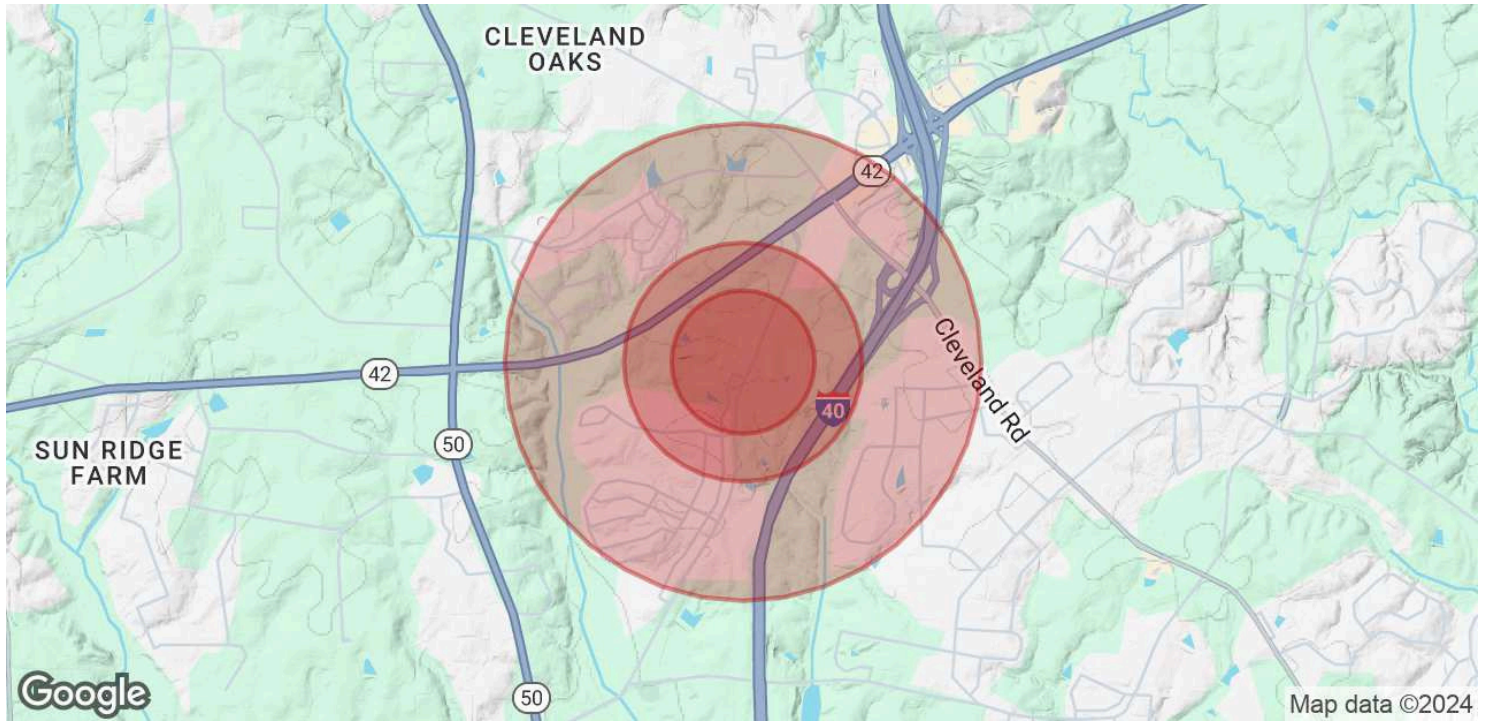 CLEVELAND
OAKS
42
42
Cleveland Rd
40
SUN RIDGE
FARM
50
50
Google
Map data ©2024